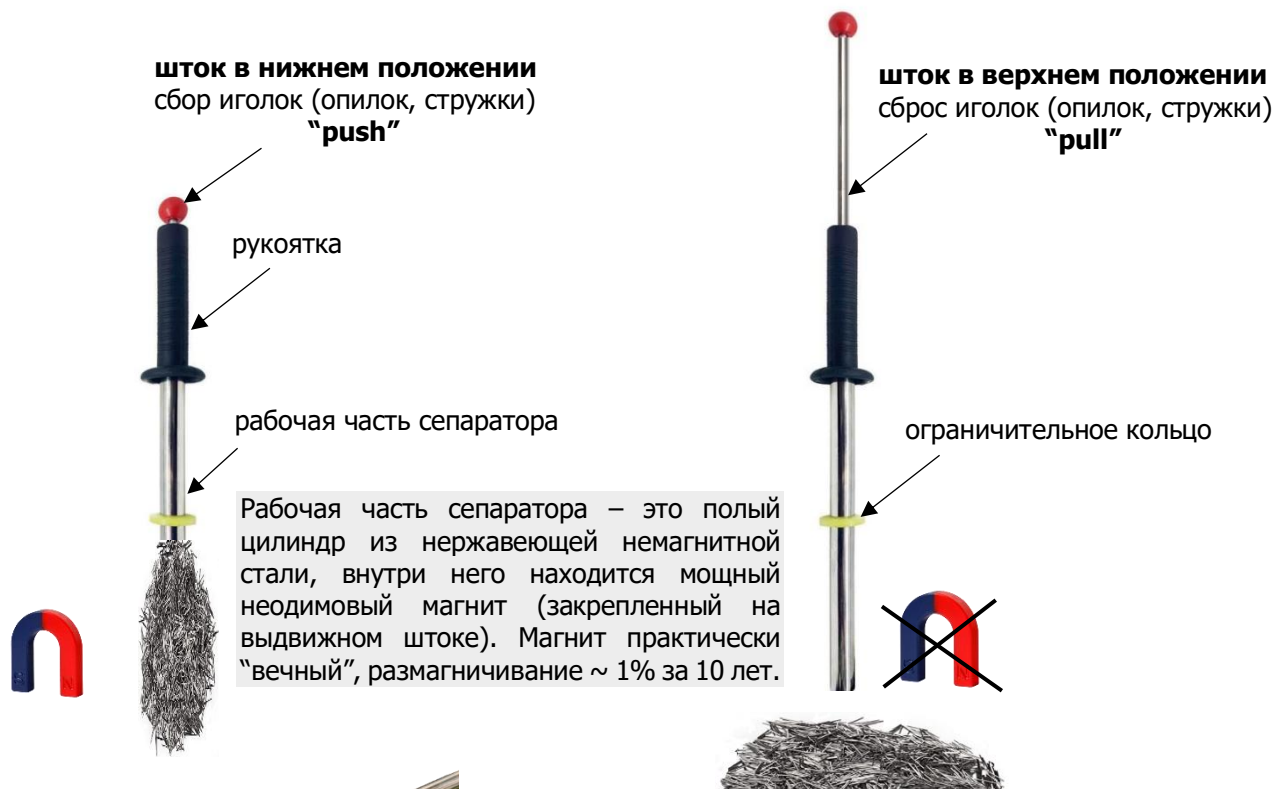 шток в нижнем положении
сбор иголок (опилок, стружки)
“push”
шток в верхнем положении
сброс иголок (опилок, стружки)
“pull”
рукоятка
рабочая часть сепаратора
ограничительное кольцо
Рабочая часть сепаратора – это полый
цилиндр из нержавеющей немагнитной
стали, внутри него находится мощный
неодимовый магнит (закрепленный на
выдвижном штоке). Магнит практически
“вечный”, размагничивание ~ 1% за 10 лет.